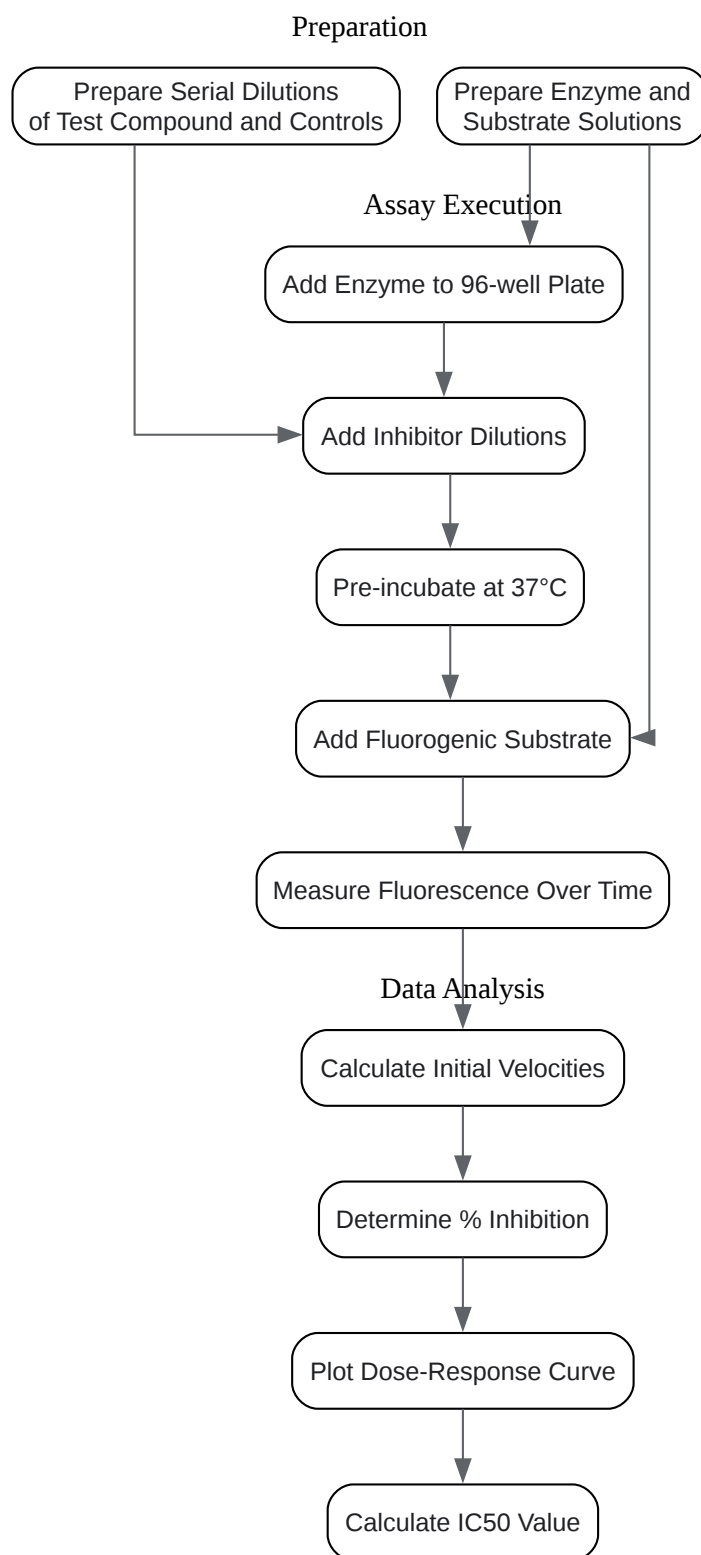 Preparation
Prepare Serial Dilutions
of Test Compound and Controls
Prepare Enzyme and
Substrate Solutions
Assay Execution
Add Enzyme to 96-well Plate
Add Inhibitor Dilutions
Pre-incubate at 37°C
Add Fluorogenic Substrate
Measure Fluorescence Over Time
Data Analysis
Calculate Initial Velocities
Determine % Inhibition
Plot Dose-Response Curve
Calculate IC50 Value